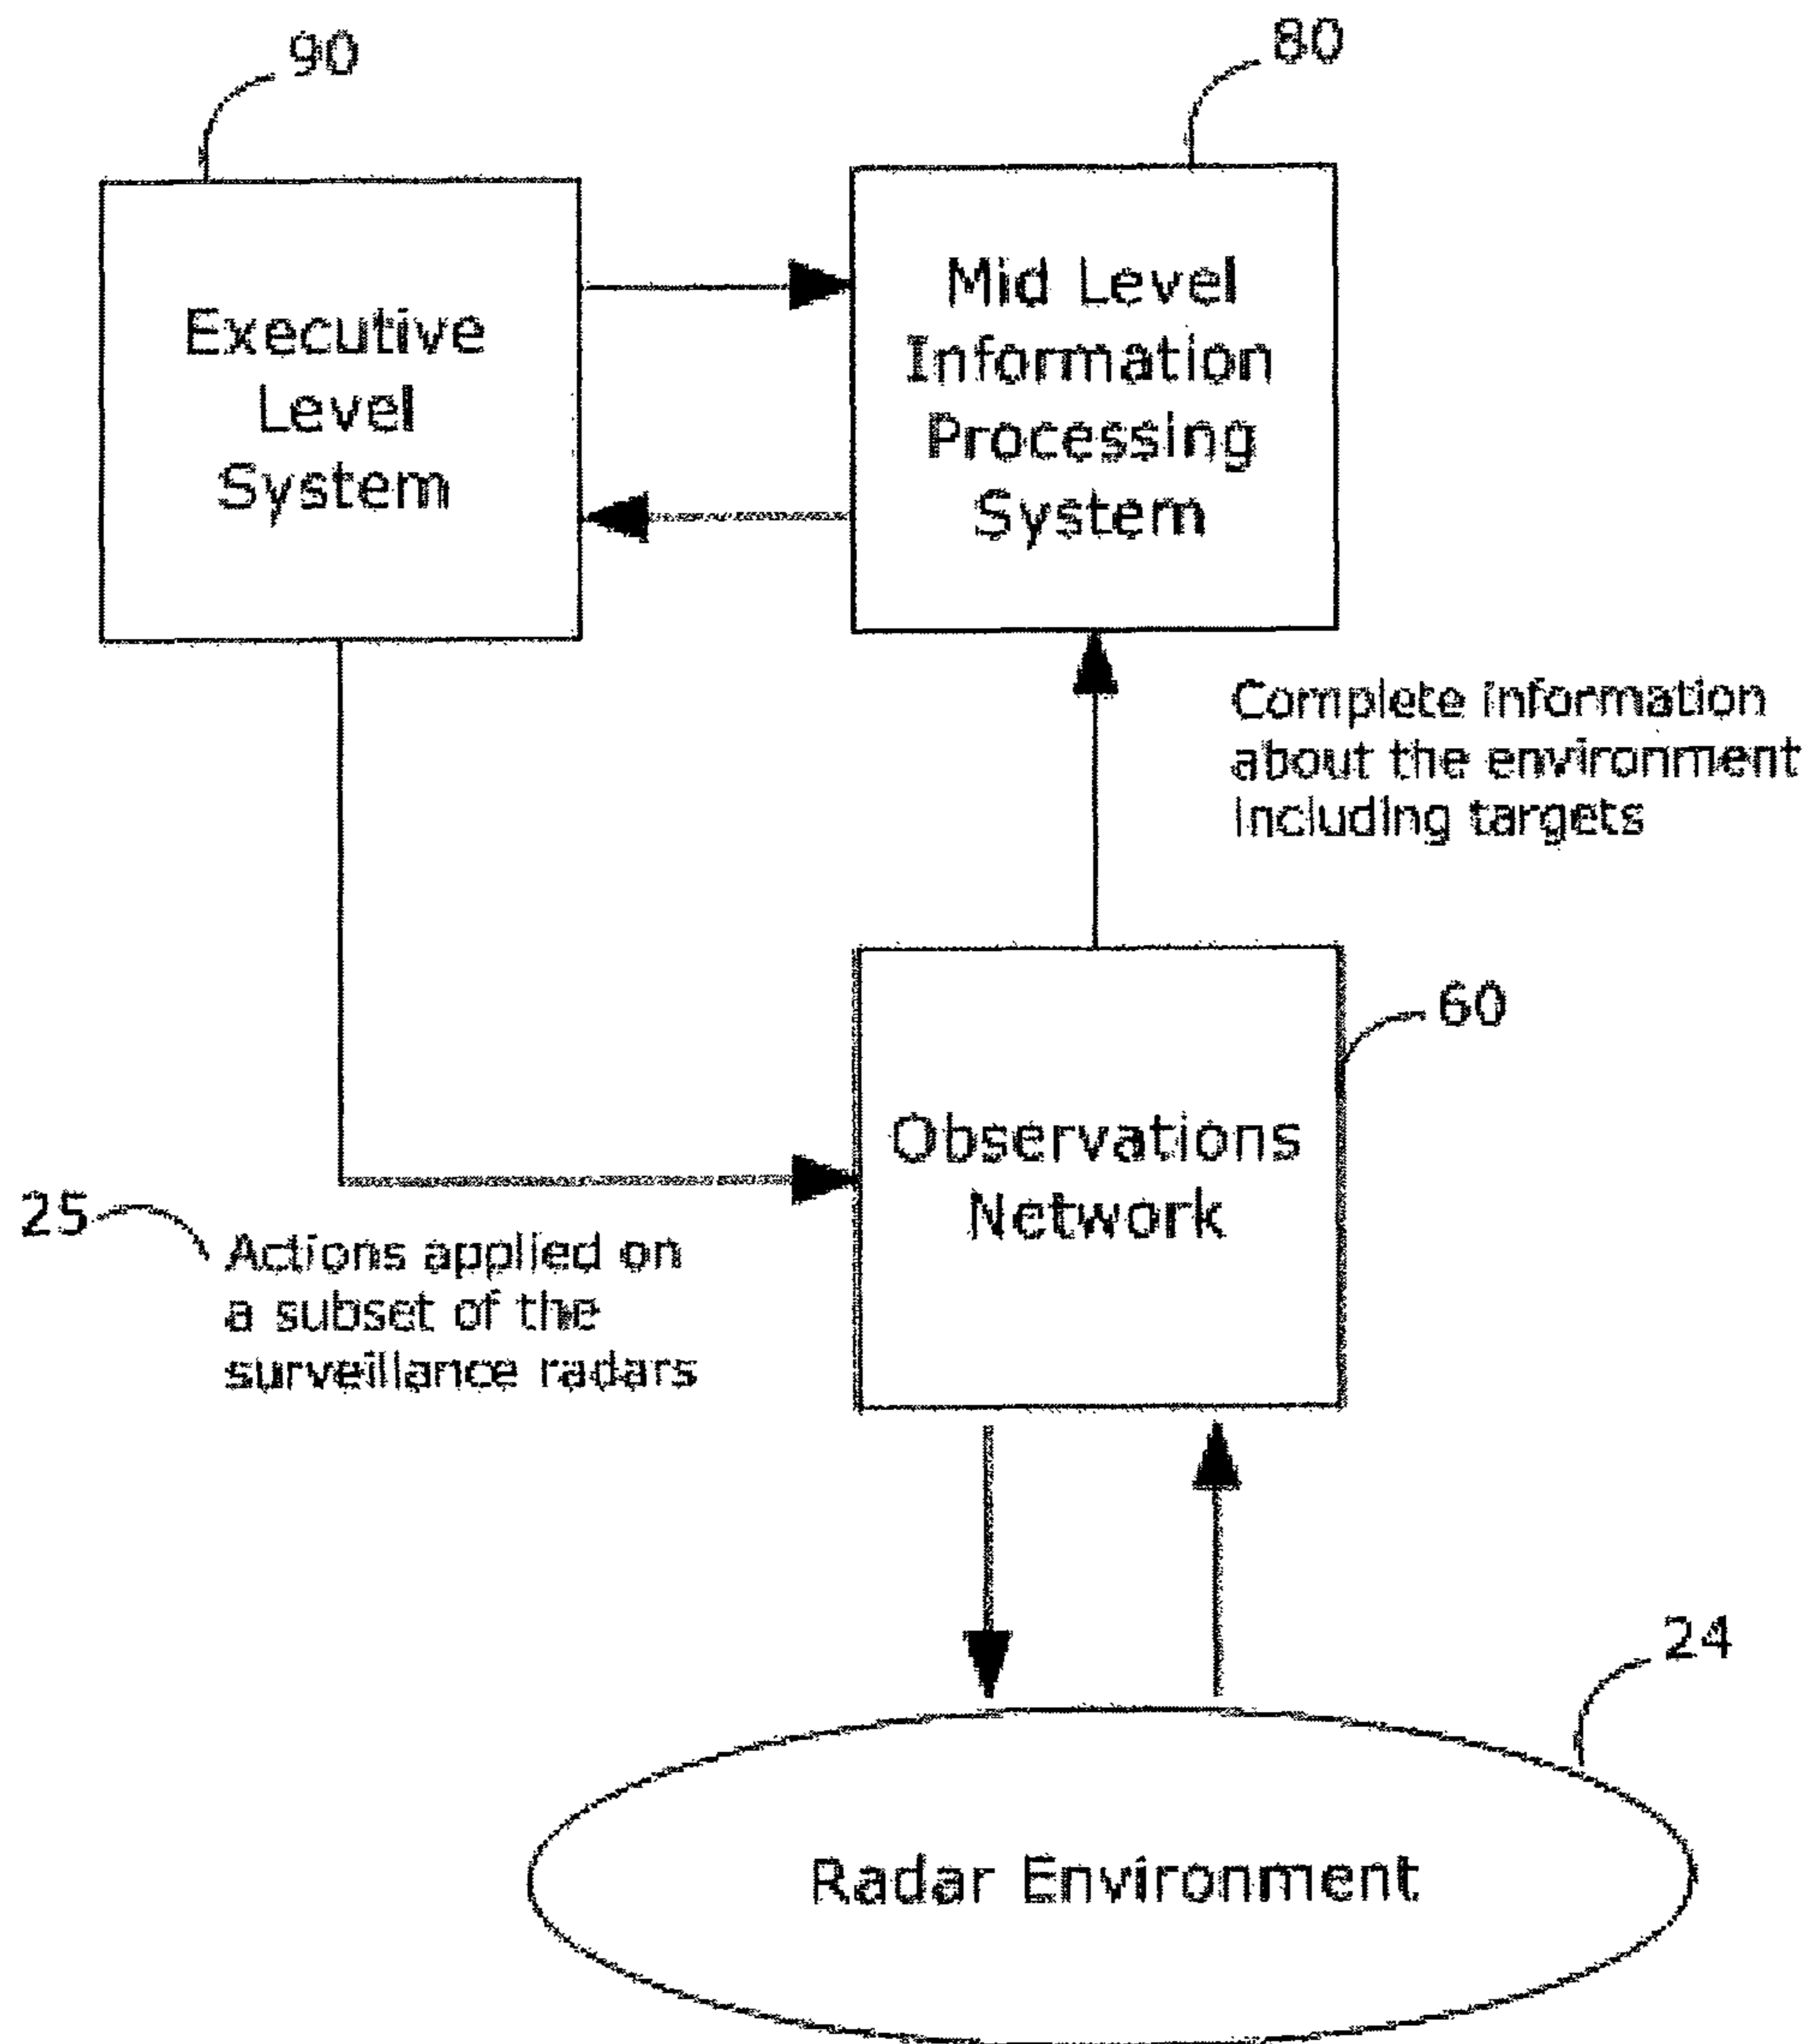 90
80
Executive
Level
System
Mid Level
Information
Processing
System
Complete information
about the environment
including targets
60
Observations
Network
25
Actions applied on
a subset of the
surveillance radars
24
Radar Environment